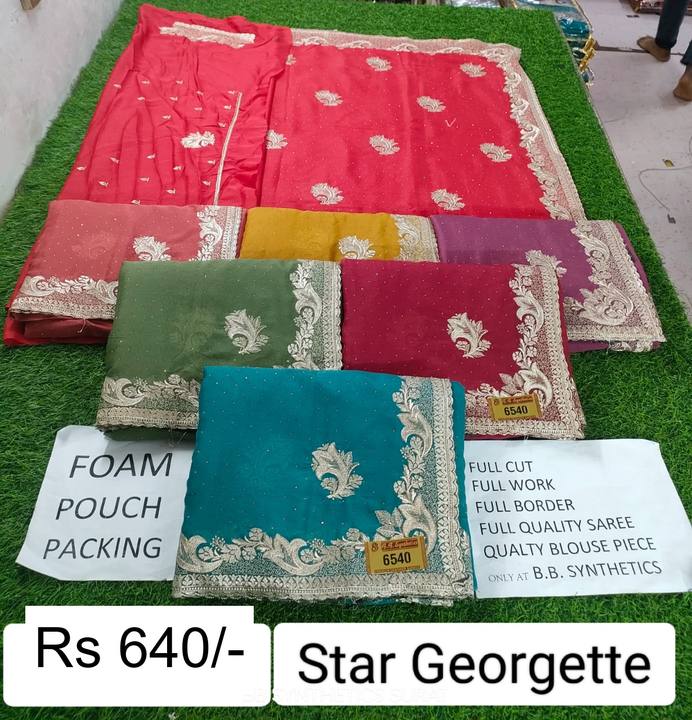 6540
6540
FOAM
POUCH
PACKING
FULL CUT
FULL WORK
FULL BORDER
FULL QUALITY SAREE
QUALTY BLOUSE PIECE
ONLY AT B.B. SYNTHETICS
Rs 640/-
Star Georgette